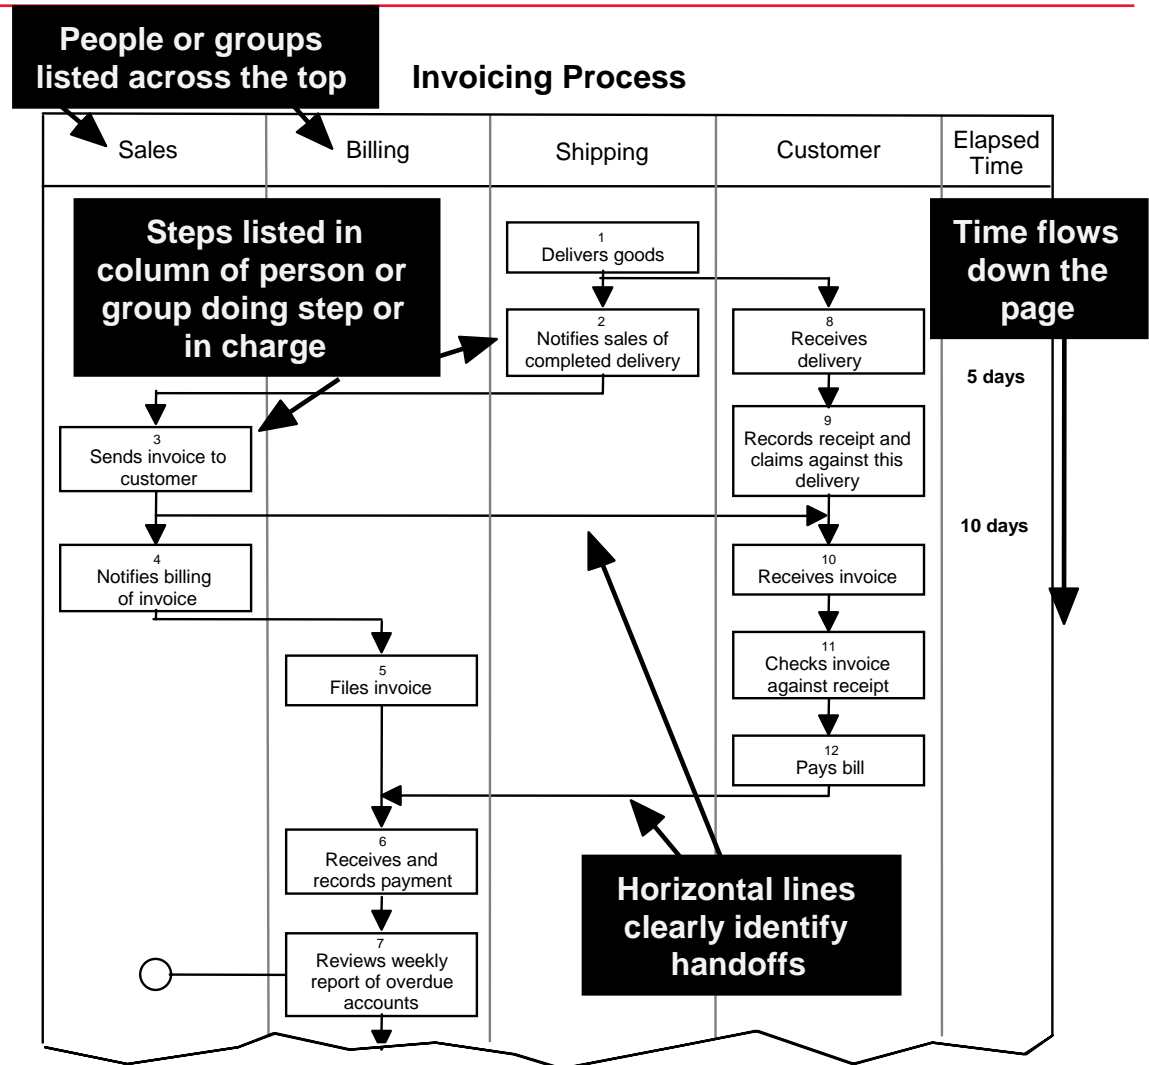 People or groups
listed across the top
Invoicing Process
Sales
Billing
Shipping
Customer
Elapsed
Time
Steps listed in
column of person or
group doing step or
in charge
1
Delivers goods
Time flows
down the
page
2
Notifies sales of
completed delivery
8
Receives
delivery
5 days
3
Sends invoice to
customer
9
Records receipt and
claims against this
delivery
10 days
4
Notifies billing
of invoice
10
Receives invoice
5
Files invoice
11
Checks invoice
against receipt
12
Pays bill
6
Receives and
records payment
Horizontal lines
clearly identify
handoffs
7
Reviews weekly
report of overdue
accounts